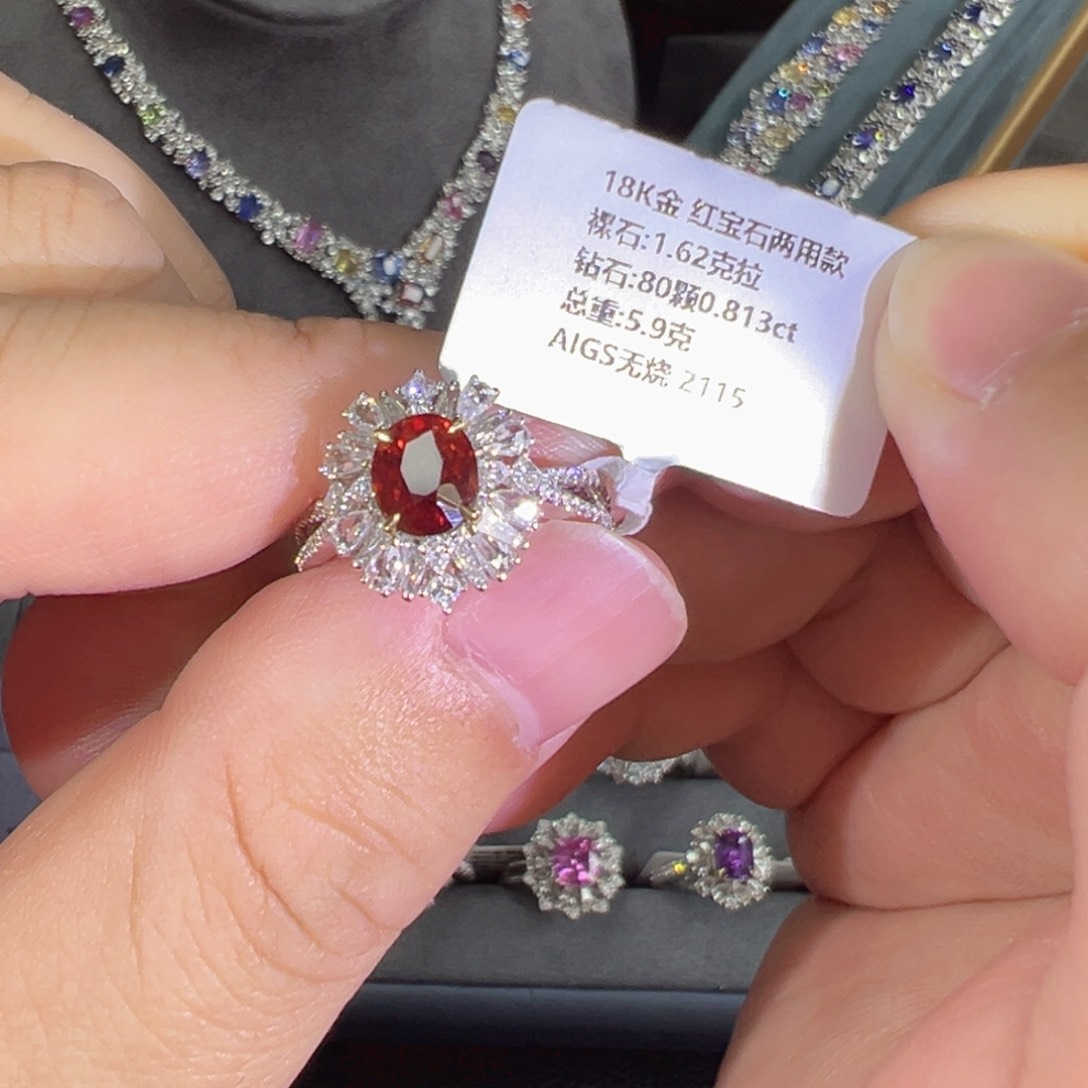 18K金 红宝石两用款
裸石:1.62克拉
钻石:80颗0.813ct
总重:5.9克
AIGS无烧 2115